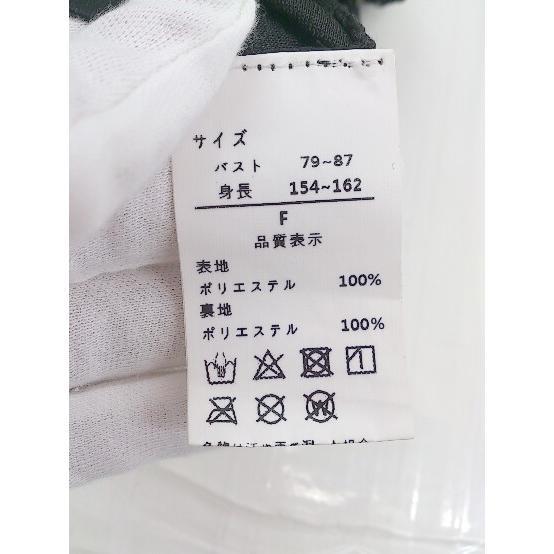 サイズ
バスト 79~87
身長 154~162
F
品質表示
表地
ポリエステル 100%
裏地
ポリエステル 100%